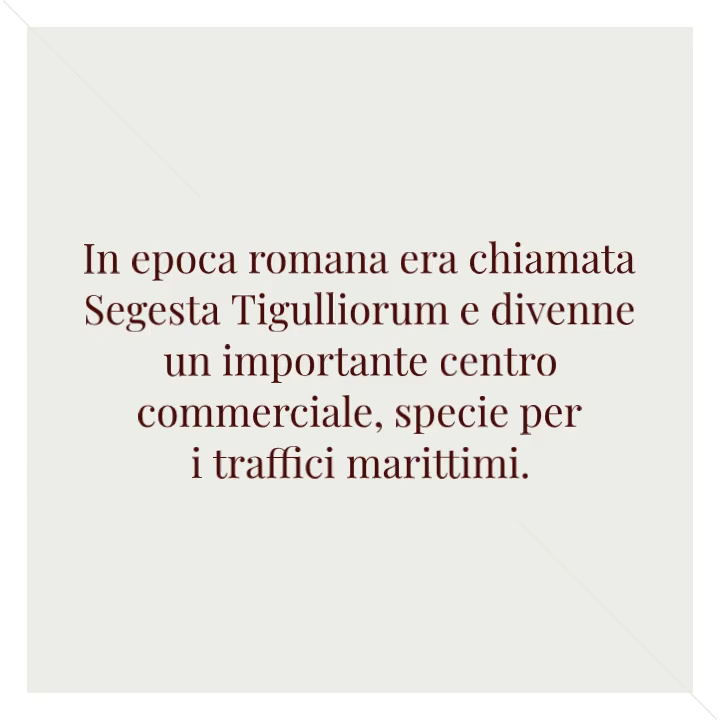 In epoca romana era chiamata
Segesta Tigulliorum e divenne
un importante centro
commerciale, specie per
i traffici marittimi.